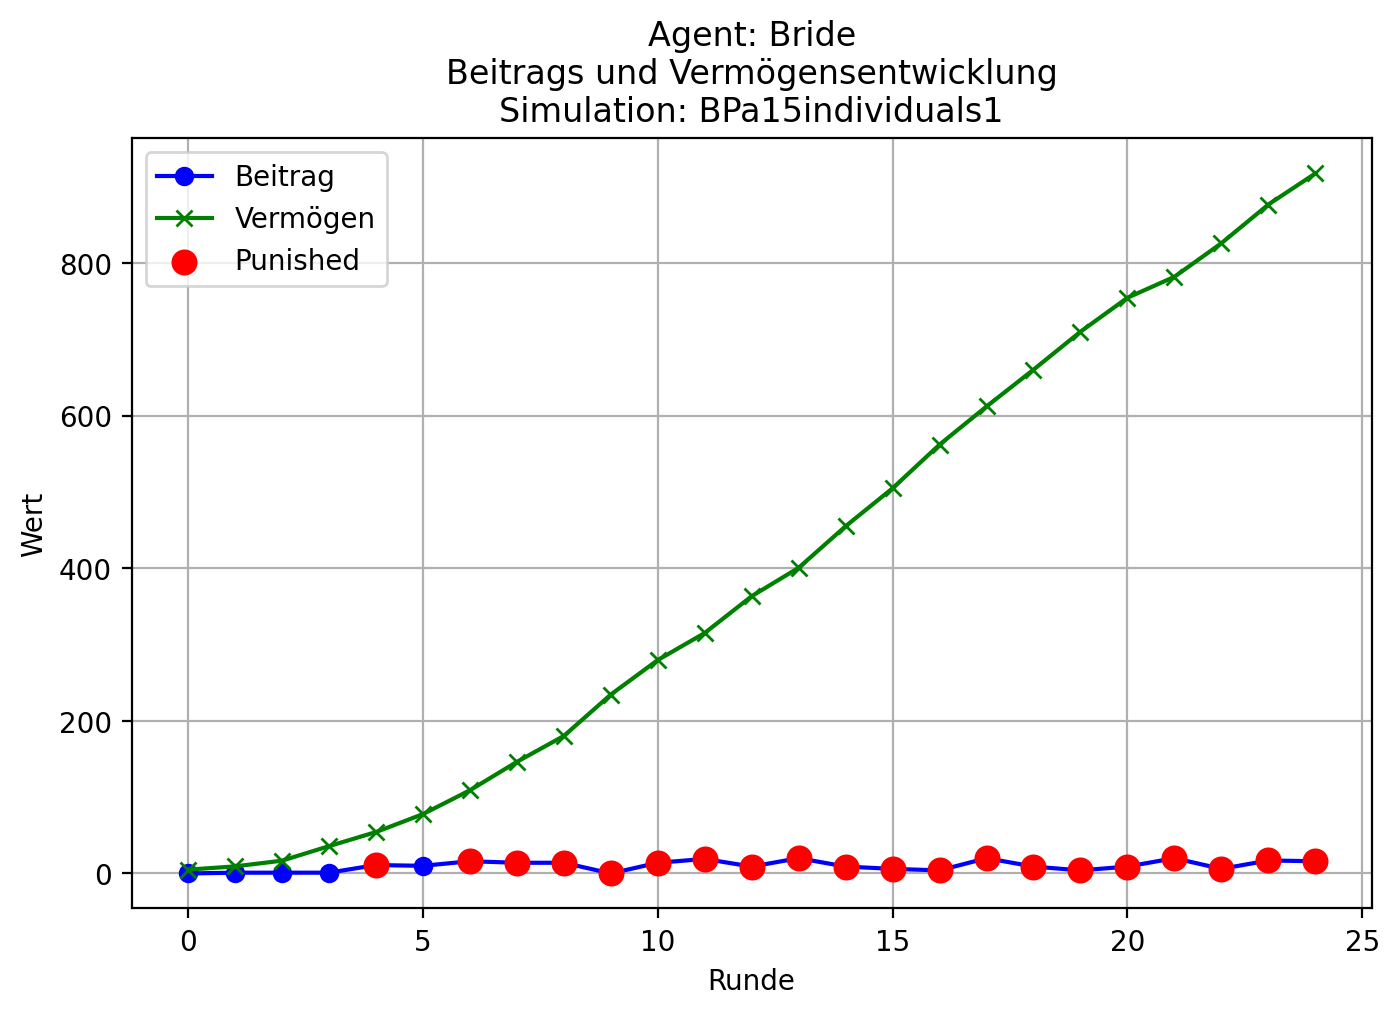 Agent: Bride
Beitrags und Vermögensentwicklung
Simulation: BPa15individuals1
Beitrag
Vermögen
Punished
Wert
800
600
400
200
0
0 5 10 15 20 25
Runde